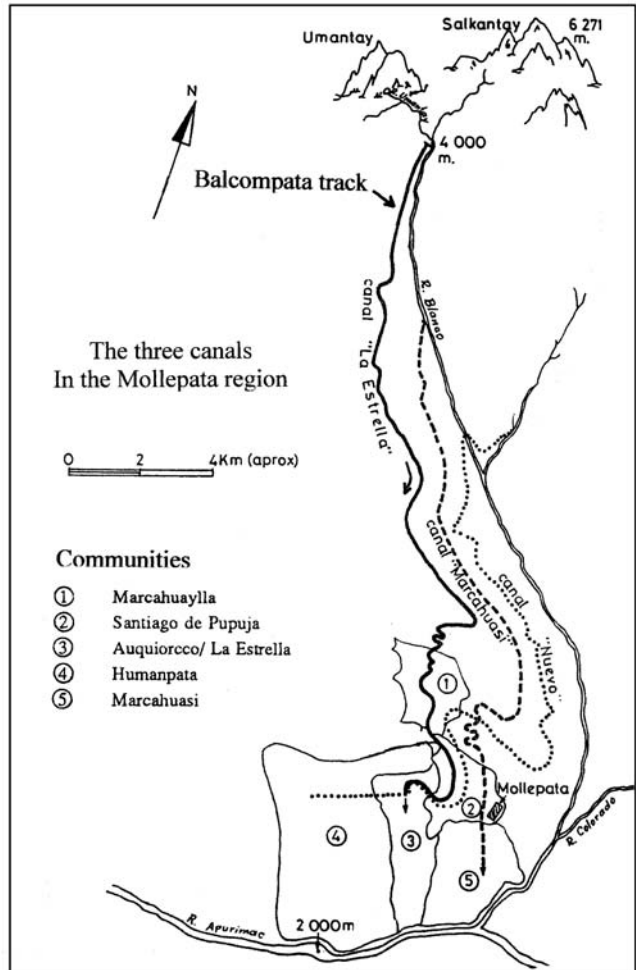 Salkantay
6 271
m.
Umantay
Qu. Umantay
N
4 000
m.
Balcompata track
R. Blanco
canal "La Estrella"
The three canals
In the Mollepata region
0 2 4Km (aprox)
canal "Marcahuasi"
canal "Nuevo"
Communities
1 Marcahuaylla
2 Santiago de Pupuja
3 Auquiorcco/ La Estrella
4 Humanpata
5 Marcahuasi
1
Mollepata
2
R. Colorado
4
3
5
R. Apurimac
2 000m